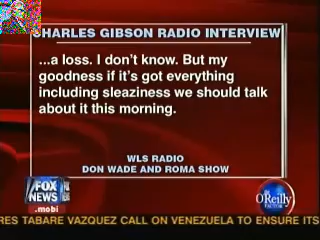 CHARLES GIBSON RADIO INTERVIEW
...a loss. I don't know. But my
goodness if it's got everything
including sleaziness we should talk
about it this morning.
WLS RADIO
DON WADE AND ROMA SHOW
FOX
NEWS
.mobi
O'Reilly
RES TABARE VAZQUEZ CALL ON VENEZUELA TO ENSURE ITS